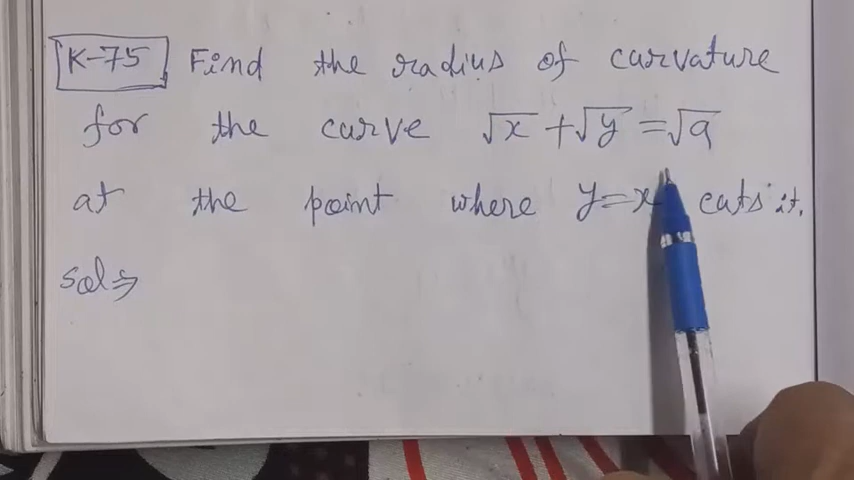 K-75 Find the radius of curvature
for the curve √x + √y = √a
at the point where y=x cuts it.
sol⇒